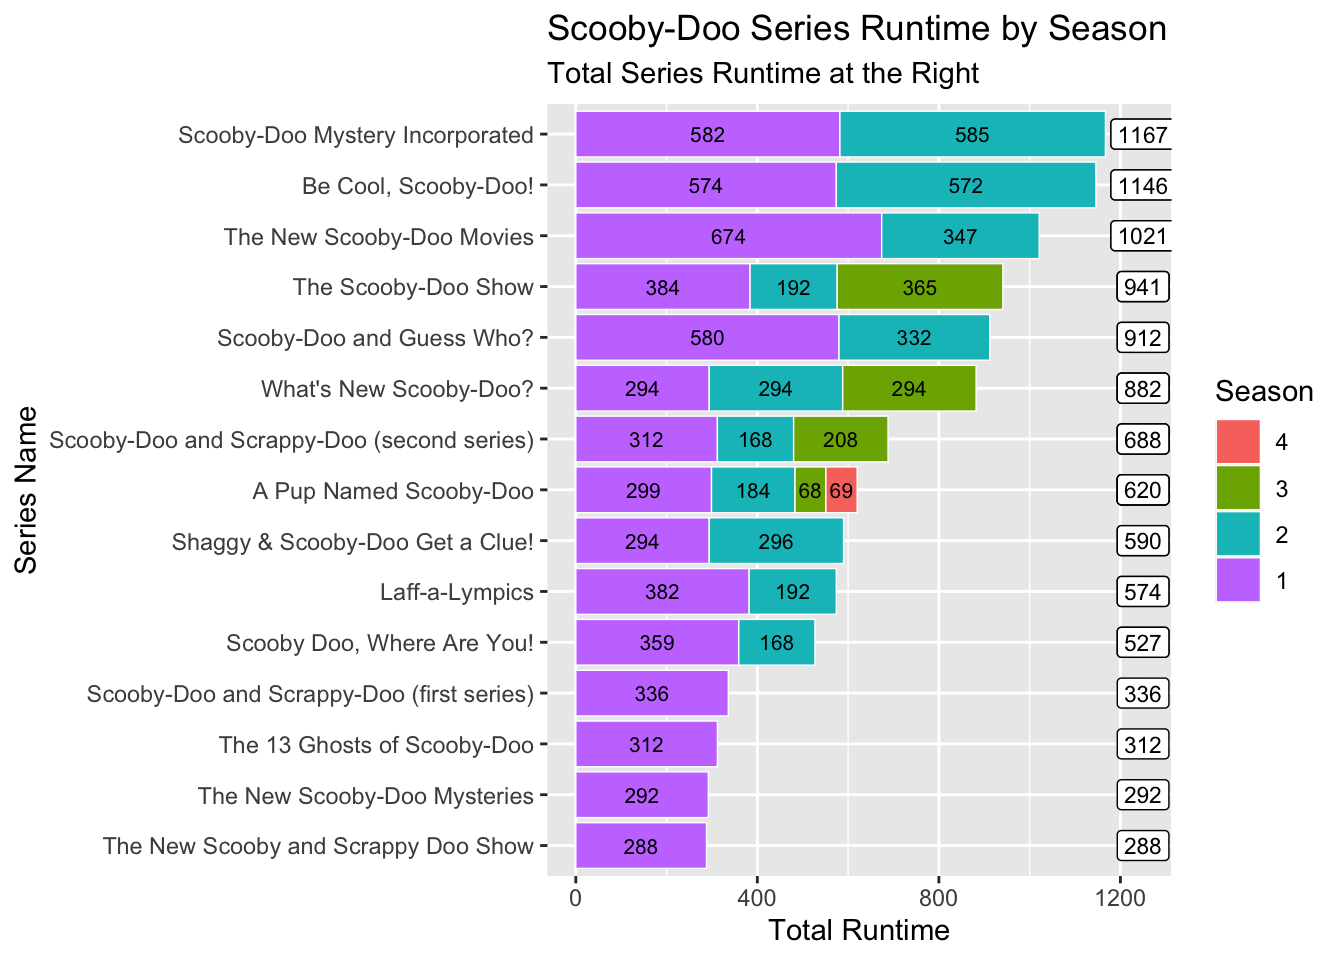 Scooby-Doo Series Runtime by Season
Total Series Runtime at the Right
Series Name
Scooby-Doo Mystery Incorporated 582 585 1167
Be Cool, Scooby-Doo! 574 572 1146
The New Scooby-Doo Movies 674 347 1021
The Scooby-Doo Show 384 192 365 941
Scooby-Doo and Guess Who? 580 332 912
What's New Scooby-Doo? 294 294 294 882
Scooby-Doo and Scrappy-Doo (second series) 312 168 208 688
A Pup Named Scooby-Doo 299 184 68 69 620
Shaggy & Scooby-Doo Get a Clue! 294 296 590
Laff-a-Lympics 382 192 574
Scooby Doo, Where Are You! 359 168 527
Scooby-Doo and Scrappy-Doo (first series) 336 336
The 13 Ghosts of Scooby-Doo 312 312
The New Scooby-Doo Mysteries 292 292
The New Scooby and Scrappy Doo Show 288 288
0 400 800 1200
Total Runtime
Season
4
3
2
1